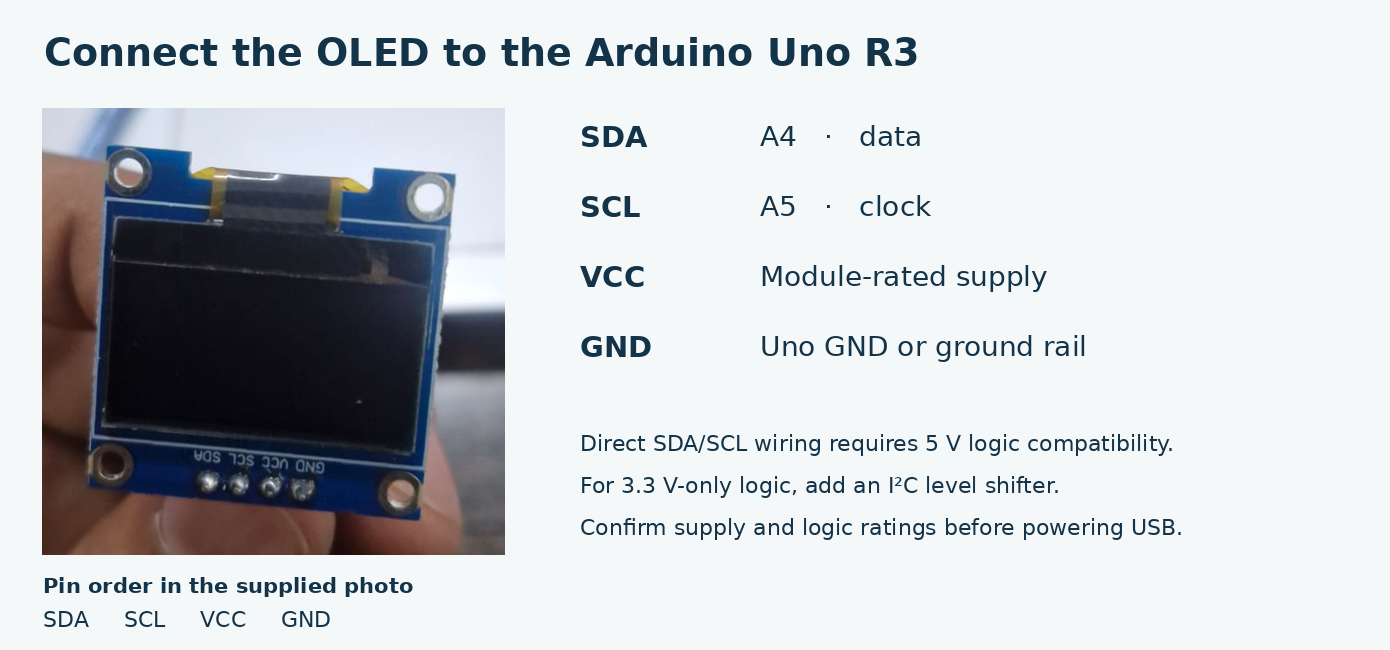 Connect the OLED to the Arduino Uno R3
SDA A4 · data
SCL A5 · clock
VCC Module-rated supply
GND Uno GND or ground rail
Direct SDA/SCL wiring requires 5 V logic compatibility.
For 3.3 V-only logic, add an I²C level shifter.
Confirm supply and logic ratings before powering USB.
GND VCC SCL SDA
Pin order in the supplied photo
SDA SCL VCC GND